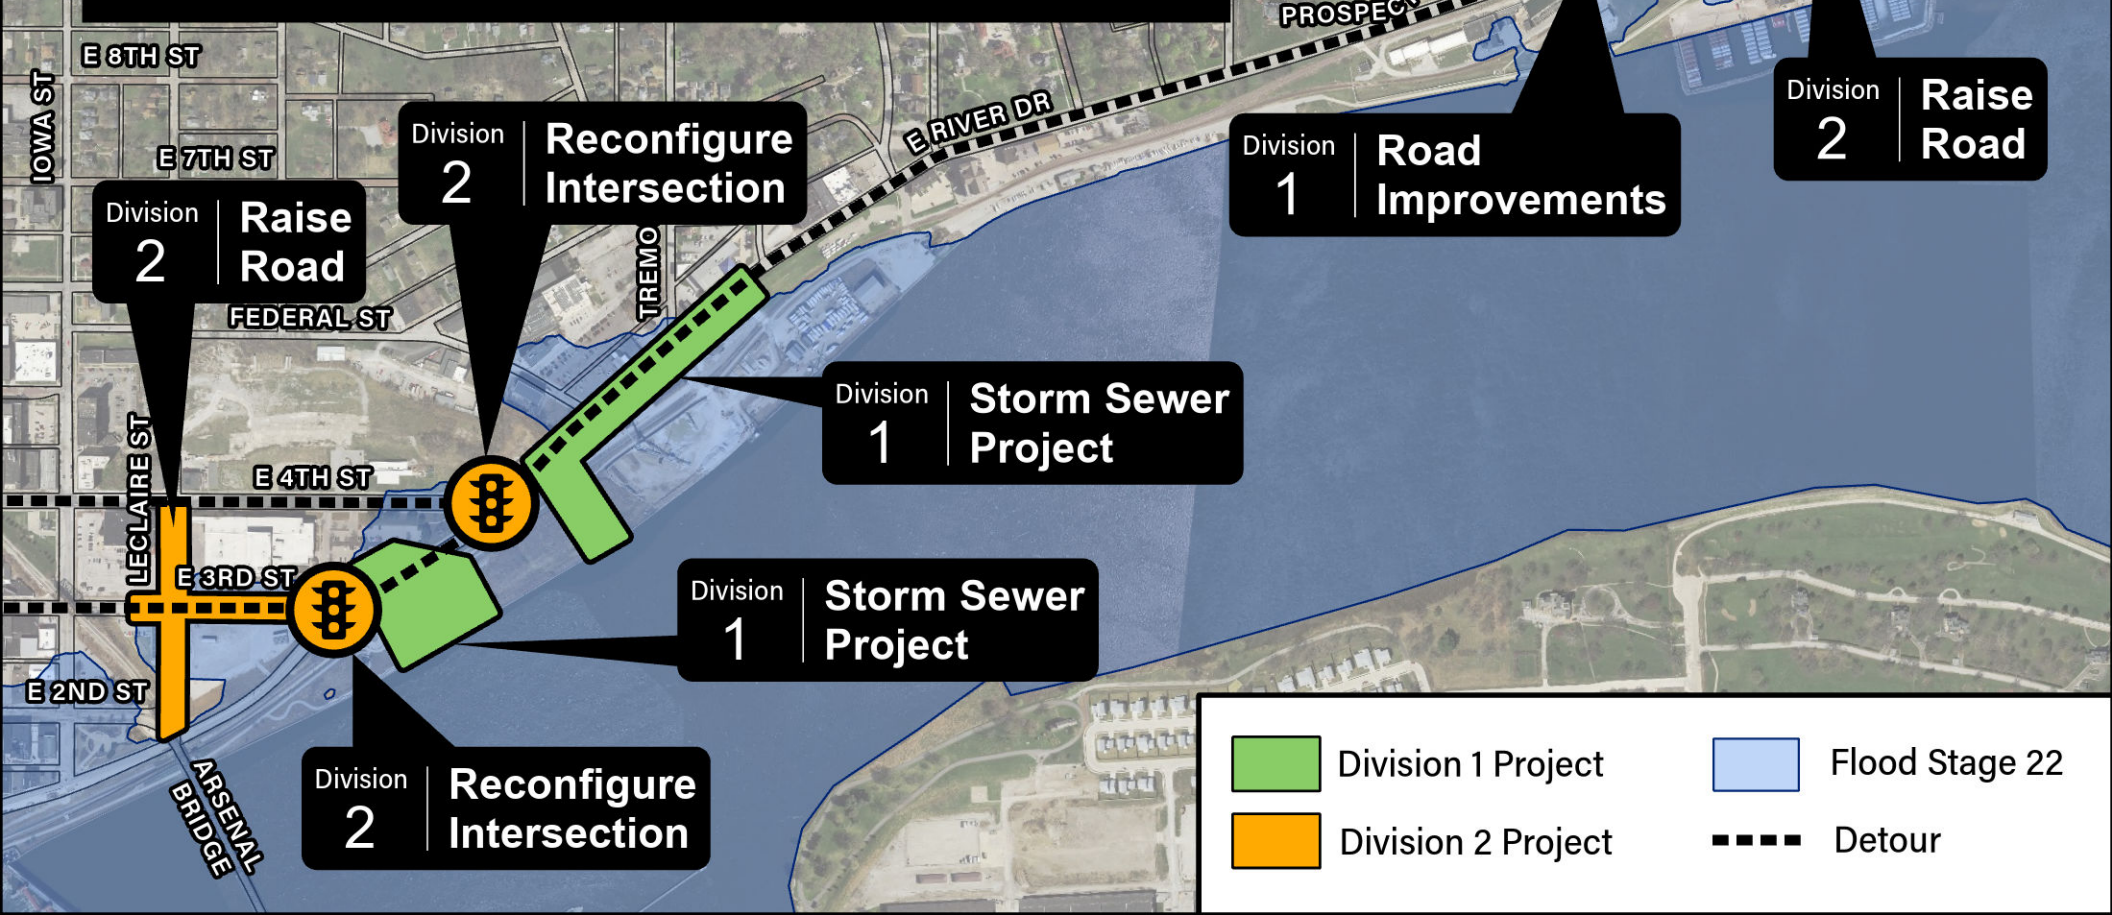 PROSPECT
E 8TH ST
IOWA ST
E 7TH ST
E RIVER DR
Division
2
Raise
Road
Division
2
Reconfigure
Intersection
Division
1
Road
Improvements
Division
2
Raise
Road
FEDERAL ST
TREMO
Division
1
Storm Sewer
Project
LECLAIRE ST
E 4TH ST
E 3RD ST
Division
1
Storm Sewer
Project
E 2ND ST
ARSENAL
BRIDGE
Division
2
Reconfigure
Intersection
Division 1 Project
Flood Stage 22
Division 2 Project
Detour